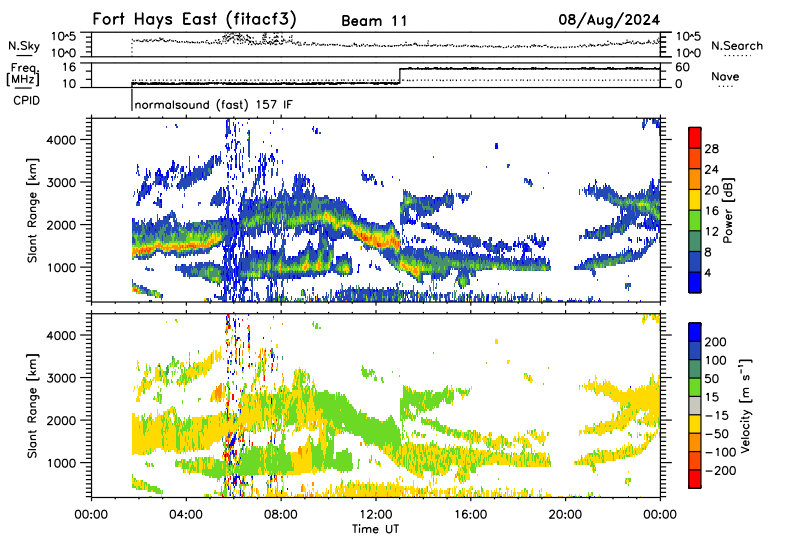 Fort Hays East (fitacf3) Beam 11 08/Aug/2024
N.Sky 10^5 10^0 10^5 10^0 N.Search
Freq. [MHz] 16 10 60 0 Nave
CPID normalsound (fast) 157 IF
Slant Range [km] 4000 3000 2000 1000
Power [dB] 28 24 20 16 12 8 4
Slant Range [km] 4000 3000 2000 1000
Velocity [m s^-1] 200 100 50 15 -15 -50 -100 -200
00:00 04:00 08:00 12:00 16:00 20:00 00:00
Time UT